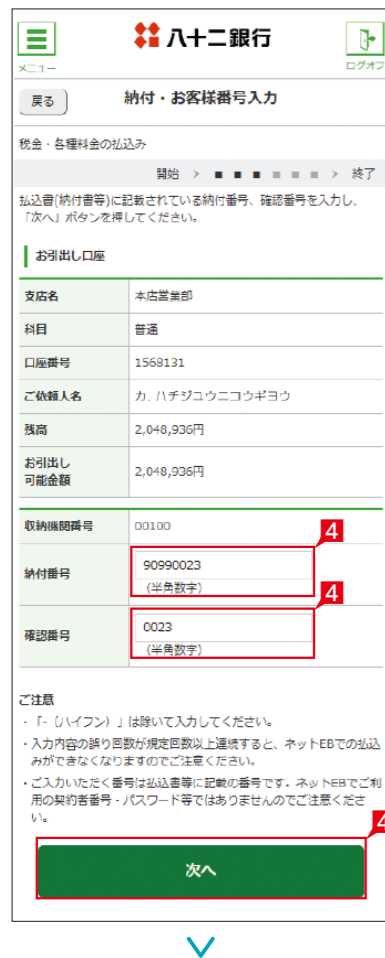 八十二銀行
メニュー
ログオフ
戻る
納付・お客様番号入力
税金・各種料金の払込み
開始 > ■ ■ ■ ■ ■ ■ > 終了
払込書(納付書等)に記載されている納付番号、確認番号を入力し、
「次へ」ボタンを押してください。
お引出し口座
支店名 本店営業部
科目 普通
口座番号 1568131
ご依頼人名 カ. ハチジユウニコウギヨウ
残高 2,048,936円
お引出し
可能金額 2,048,936円
収納機関番号 00100
4
納付番号 90990023
(半角数字)
4
確認番号 0023
(半角数字)
ご注意
・「-（ハイフン）」は除いて入力してください。
・入力内容の誤り回数が規定回数以上連続すると、ネットEBでの払込
みができなくなりますのでご注意ください。
・ご入力いただく番号は払込書等に記載の番号です。ネットEBでご利
用の契約者番号・パスワード等ではありませんのでご注意くださ
い。
4
次へ